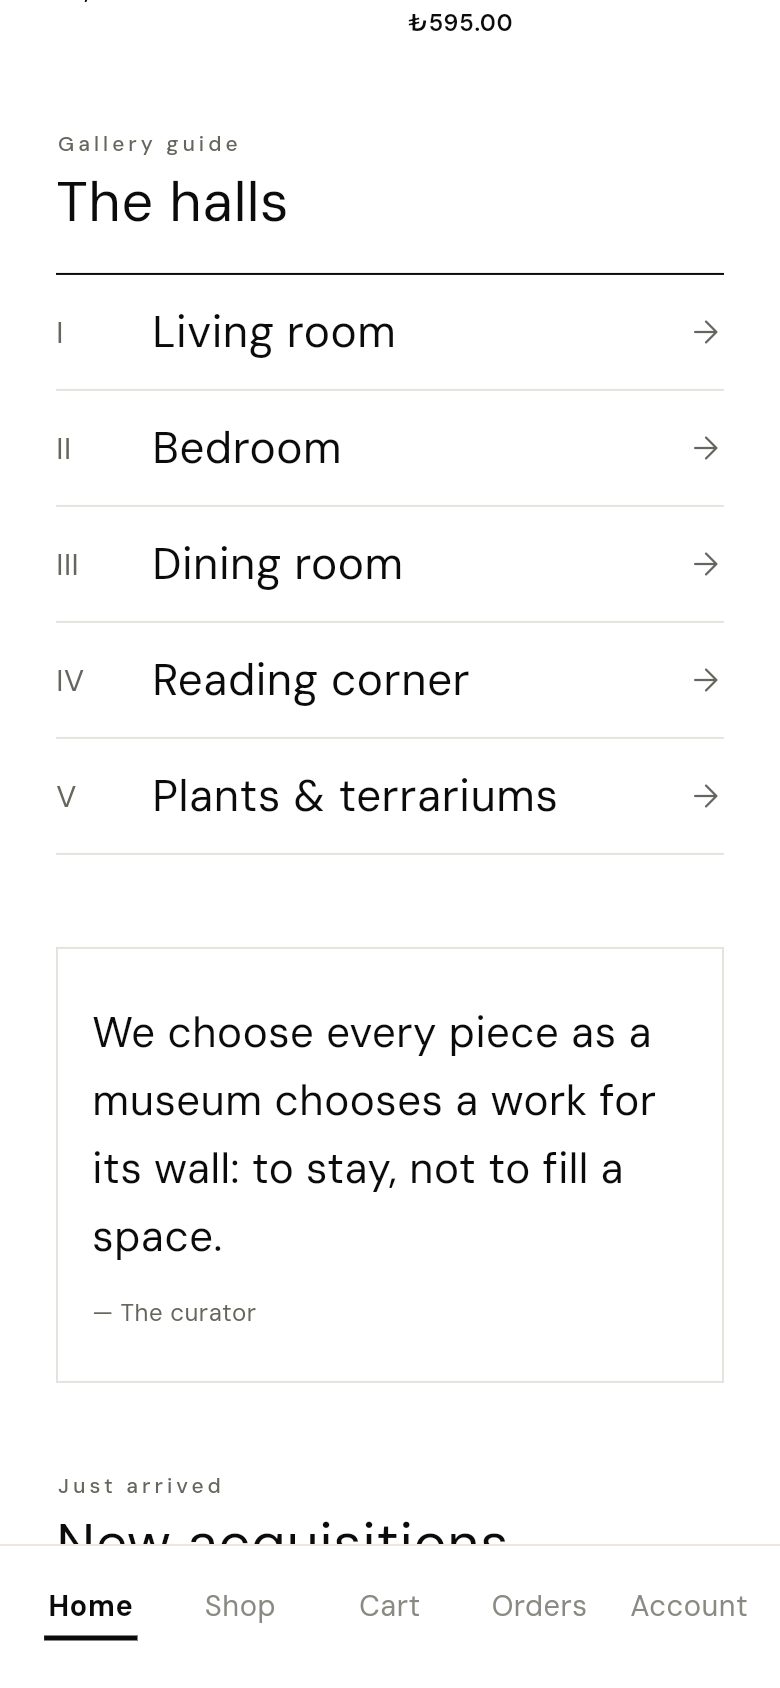 ₺595.00
Gallery guide
The halls
I Living room →
II Bedroom →
III Dining room →
IV Reading corner →
V Plants & terrariums →
We choose every piece as a
museum chooses a work for
its wall: to stay, not to fill a
space.
— The curator
Just arrived
New acquisitions
Home Shop Cart Orders Account